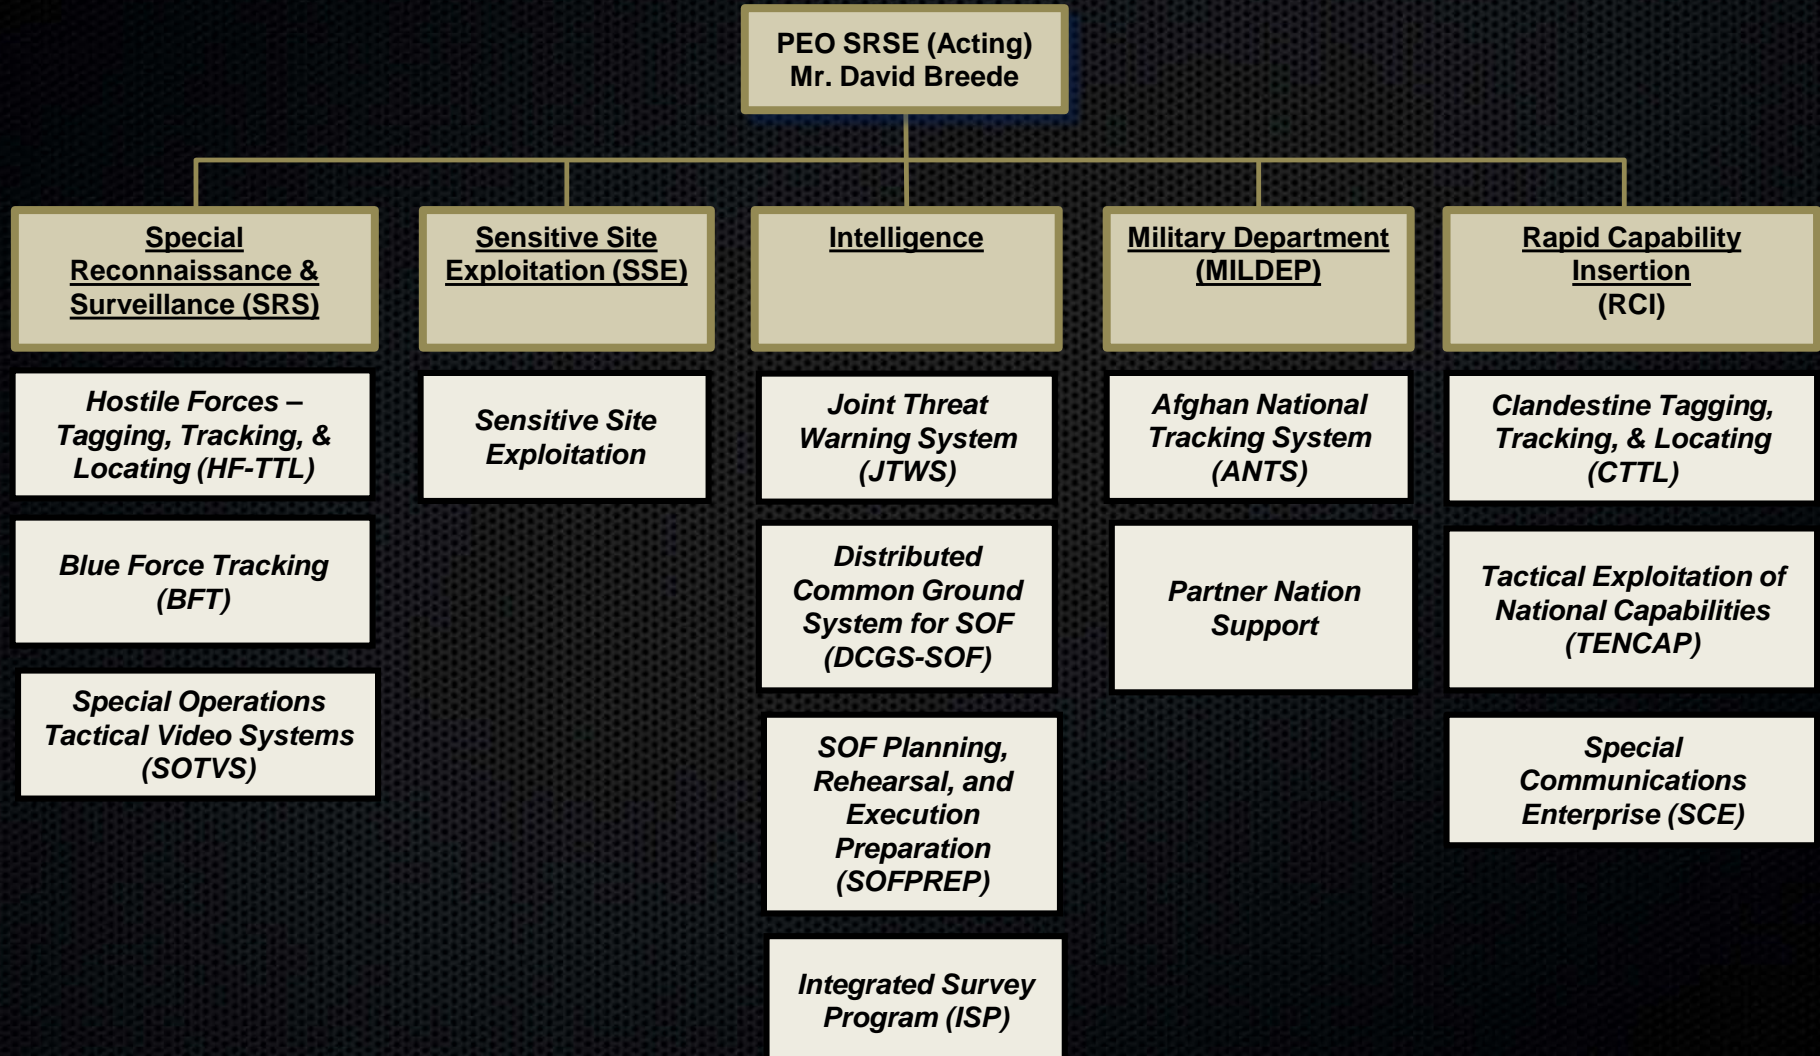 PEO SRSE (Acting)
Mr. David Breede
Special
Reconnaissance &
Surveillance (SRS)
Hostile Forces –
Tagging, Tracking, &
Locating (HF-TTL)
Blue Force Tracking
(BFT)
Special Operations
Tactical Video Systems
(SOTVS)
Sensitive Site
Exploitation (SSE)
Sensitive Site
Exploitation
Intelligence
Joint Threat
Warning System
(JTWS)
Distributed
Common Ground
System for SOF
(DCGS-SOF)
SOF Planning,
Rehearsal, and
Execution
Preparation
(SOFPREP)
Integrated Survey
Program (ISP)
Military Department
(MILDEP)
Afghan National
Tracking System
(ANTS)
Partner Nation
Support
Rapid Capability
Insertion
(RCI)
Clandestine Tagging,
Tracking, & Locating
(CTTL)
Tactical Exploitation of
National Capabilities
(TENCAP)
Special
Communications
Enterprise (SCE)